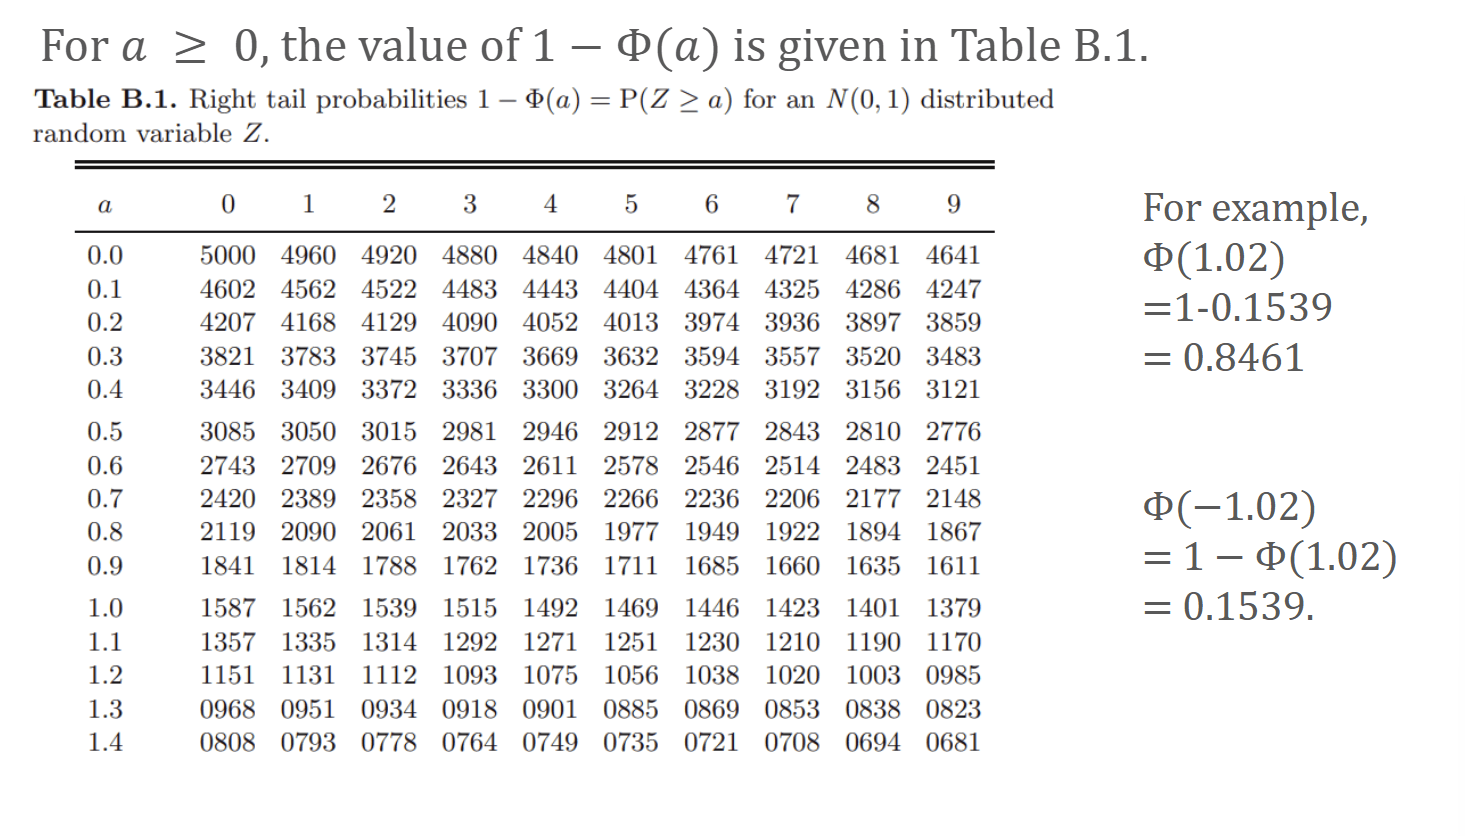 For a ≥ 0, the value of 1 − Φ(a) is given in Table B.1.
Table B.1. Right tail probabilities 1 − Φ(a) = P(Z ≥ a) for an N(0, 1) distributed
random variable Z.
a 0 1 2 3 4 5 6 7 8 9
0.0 5000 4960 4920 4880 4840 4801 4761 4721 4681 4641
0.1 4602 4562 4522 4483 4443 4404 4364 4325 4286 4247
0.2 4207 4168 4129 4090 4052 4013 3974 3936 3897 3859
0.3 3821 3783 3745 3707 3669 3632 3594 3557 3520 3483
0.4 3446 3409 3372 3336 3300 3264 3228 3192 3156 3121
0.5 3085 3050 3015 2981 2946 2912 2877 2843 2810 2776
0.6 2743 2709 2676 2643 2611 2578 2546 2514 2483 2451
0.7 2420 2389 2358 2327 2296 2266 2236 2206 2177 2148
0.8 2119 2090 2061 2033 2005 1977 1949 1922 1894 1867
0.9 1841 1814 1788 1762 1736 1711 1685 1660 1635 1611
1.0 1587 1562 1539 1515 1492 1469 1446 1423 1401 1379
1.1 1357 1335 1314 1292 1271 1251 1230 1210 1190 1170
1.2 1151 1131 1112 1093 1075 1056 1038 1020 1003 0985
1.3 0968 0951 0934 0918 0901 0885 0869 0853 0838 0823
1.4 0808 0793 0778 0764 0749 0735 0721 0708 0694 0681
For example,
Φ(1.02)
=1-0.1539
= 0.8461
Φ(−1.02)
= 1 − Φ(1.02)
= 0.1539.